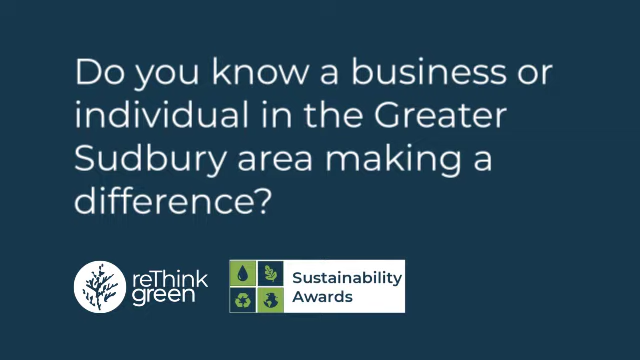 Do you know a business or
individual in the Greater
Sudbury area making a
difference?
reThink
green
Sustainability
Awards